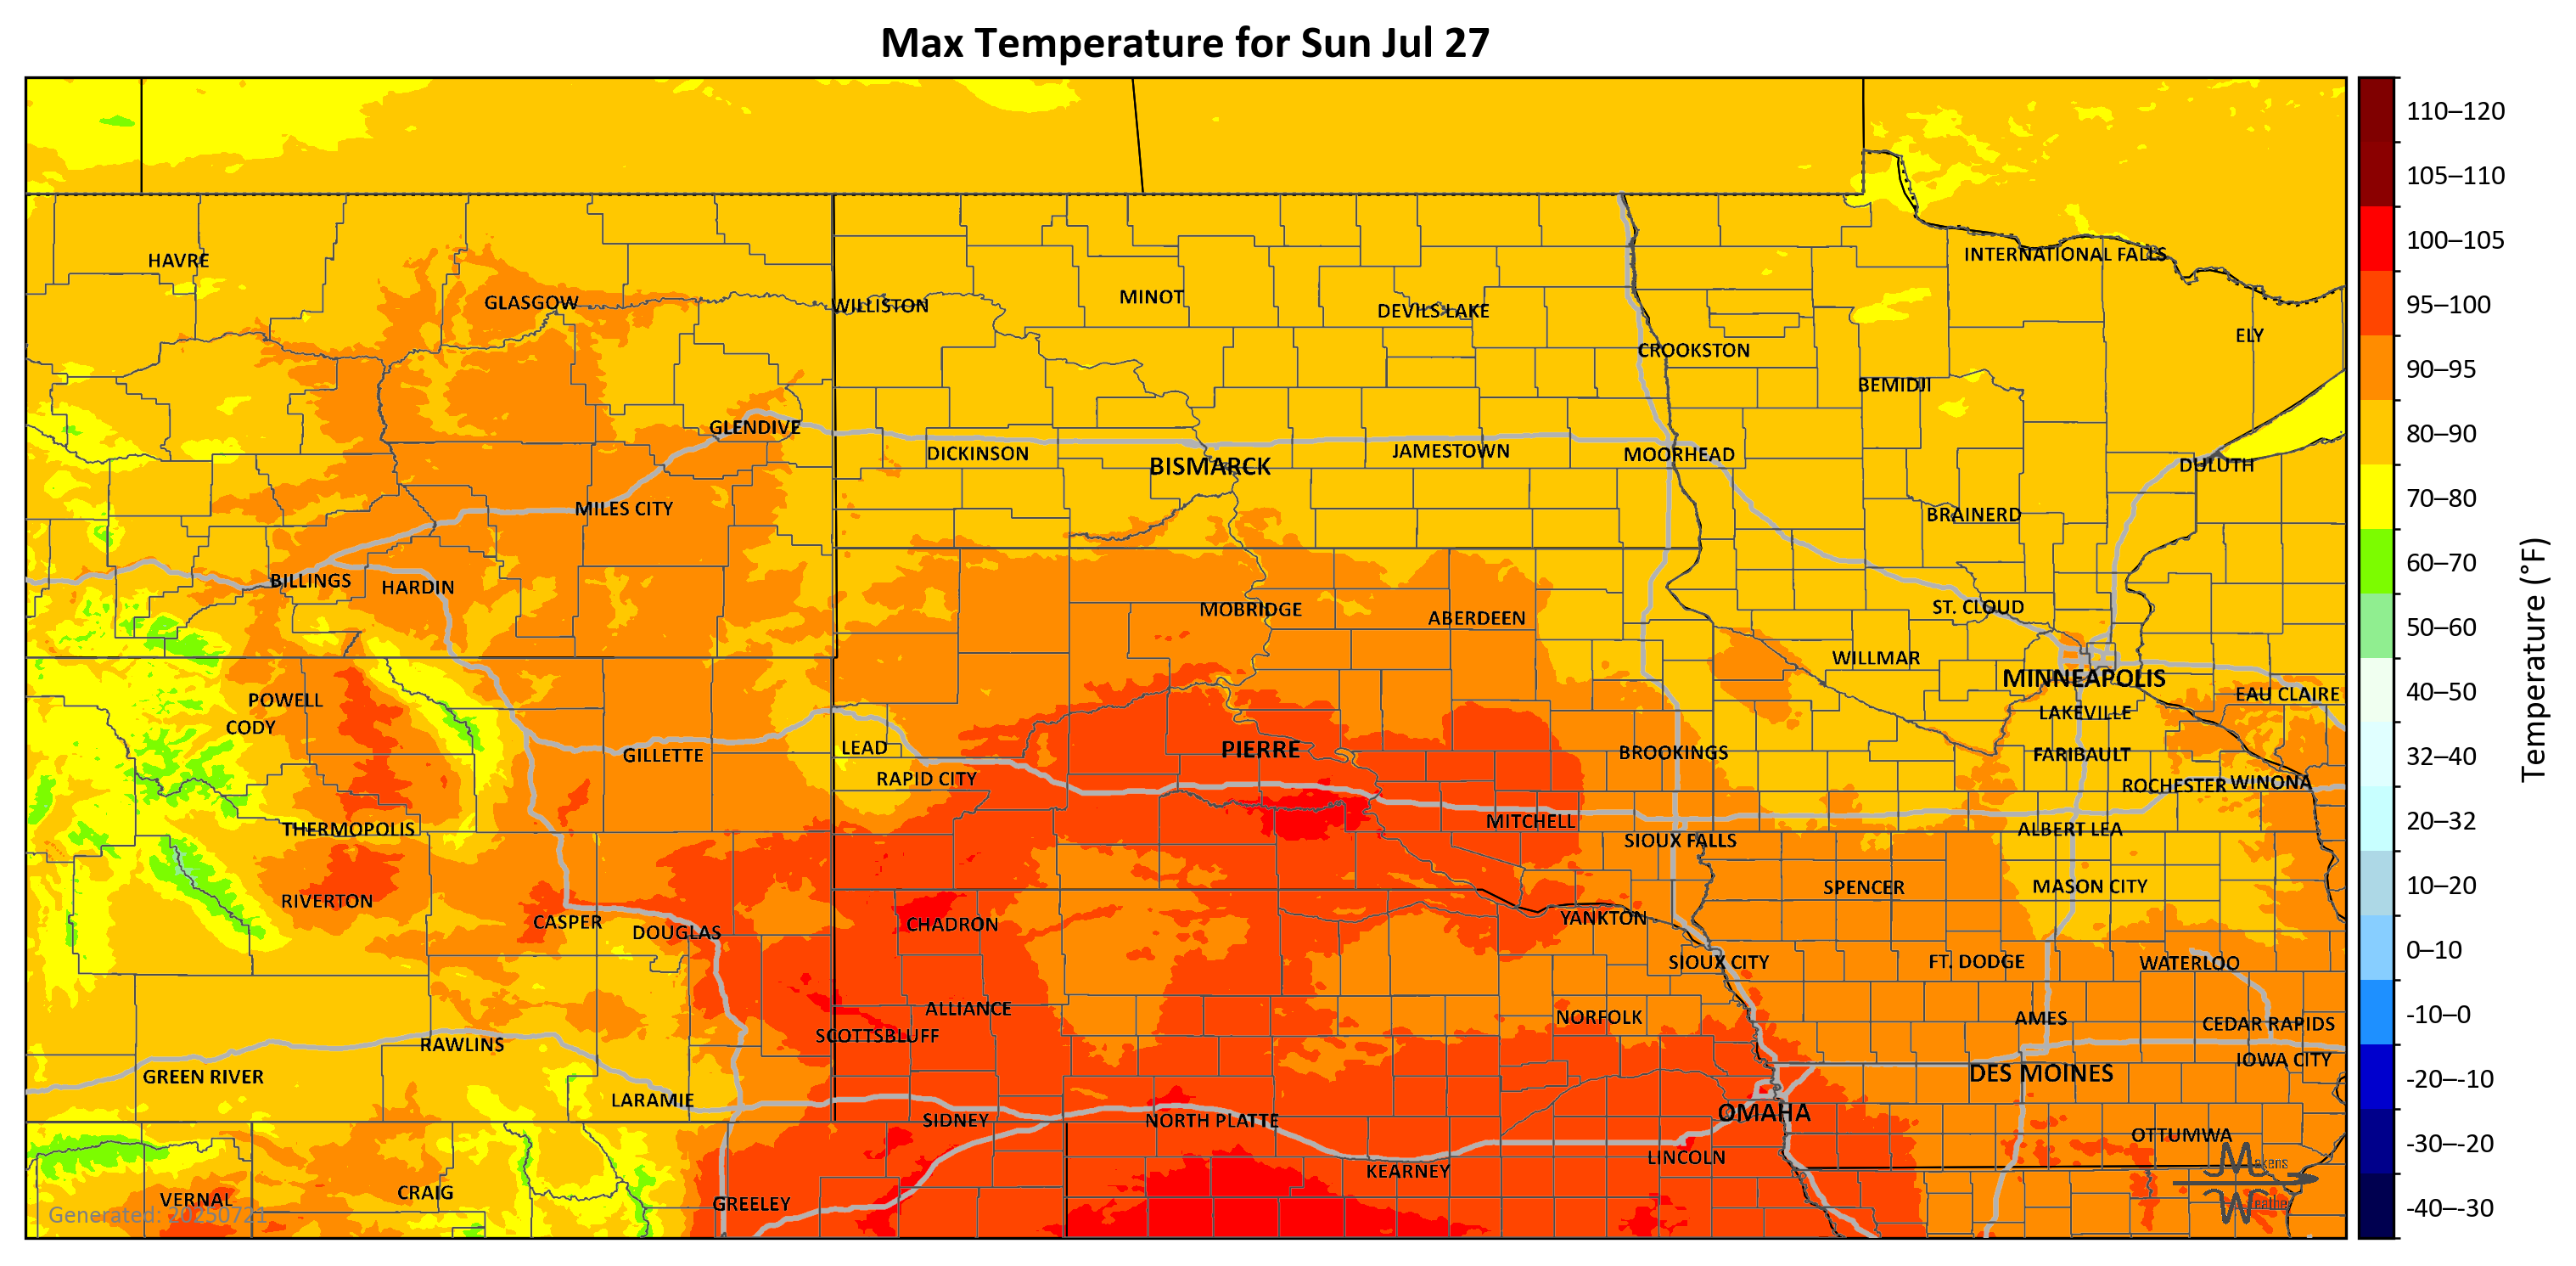 Max Temperature for Sun Jul 27
HAVRE
INTERNATIONAL FALLS
GLASGOW
WILLISTON
MINOT
DEVILS LAKE
ELY
CROOKSTON
BEMIDJI
GLENDIVE
DICKINSON
BISMARCK
JAMESTOWN
MOORHEAD
DULUTH
MILES CITY
BRAINERD
BILLINGS
HARDIN
MOBRIDGE
ABERDEEN
ST. CLOUD
WILLMAR
MINNEAPOLIS
EAU CLAIRE
POWELL
CODY
LAKEVILLE
GILLETTE
LEAD
PIERRE
BROOKINGS
FARIBAULT
RAPID CITY
ROCHESTER
WINONA
THERMOPOLIS
MITCHELL
SIOUX FALLS
ALBERT LEA
RIVERTON
SPENCER
MASON CITY
CASPER
DOUGLAS
CHADRON
YANKTON
SIOUX CITY
FT. DODGE
WATERLOO
ALLIANCE
NORFOLK
AMES
CEDAR RAPIDS
SCOTTSBLUFF
RAWLINS
IOWA CITY
GREEN RIVER
DES MOINES
LARAMIE
SIDNEY
NORTH PLATTE
OMAHA
OTTUMWA
KEARNEY
LINCOLN
VERNAL
CRAIG
GREELEY
Generated: 20250721
Makens
Weather
110–120
105–110
100–105
95–100
90–95
80–90
70–80
60–70
50–60
40–50
32–40
20–32
10–20
0–10
-10–0
-20–-10
-30–-20
-40–-30
Temperature (°F)